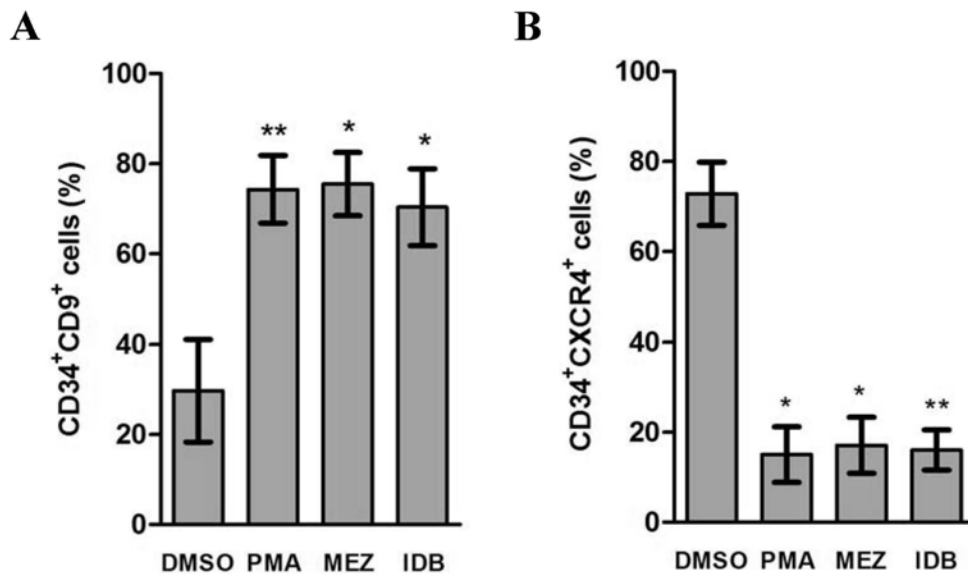 A
CD34⁺CD9⁺ cells (%)
100
80
60
40
20
0
** * *
DMSO PMA MEZ IDB
B
CD34⁺CXCR4⁺ cells (%)
100
80
60
40
20
0
* * **
DMSO PMA MEZ IDB